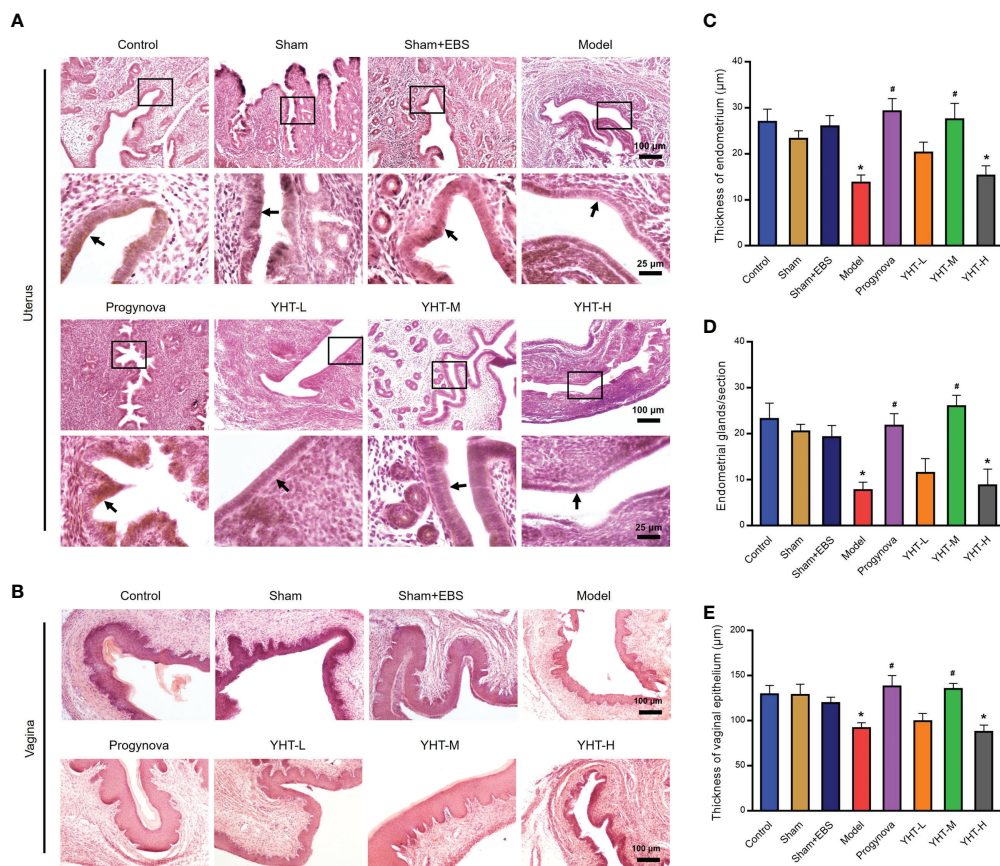 A
Control
Sham
Sham+EBS
Model
100 µm
25 µm
Uterus
Progynova
YHT-L
YHT-M
YHT-H
100 µm
25 µm
B
Control
Sham
Sham+EBS
Model
100 µm
Vagina
Progynova
YHT-L
YHT-M
YHT-H
100 µm
C
Thickness of endometrium (µm)
40
30
20
10
0
*
#
#
*
Control
Sham
Sham+EBS
Model
Progynova
YHT-L
YHT-M
YHT-H
D
Endometrial glands/section
40
30
20
10
0
*
#
#
*
Control
Sham
Sham+EBS
Model
Progynova
YHT-L
YHT-M
YHT-H
E
Thickness of vaginal epithelium (µm)
200
150
100
50
0
*
#
#
*
Control
Sham
Sham+EBS
Model
Progynova
YHT-L
YHT-M
YHT-H